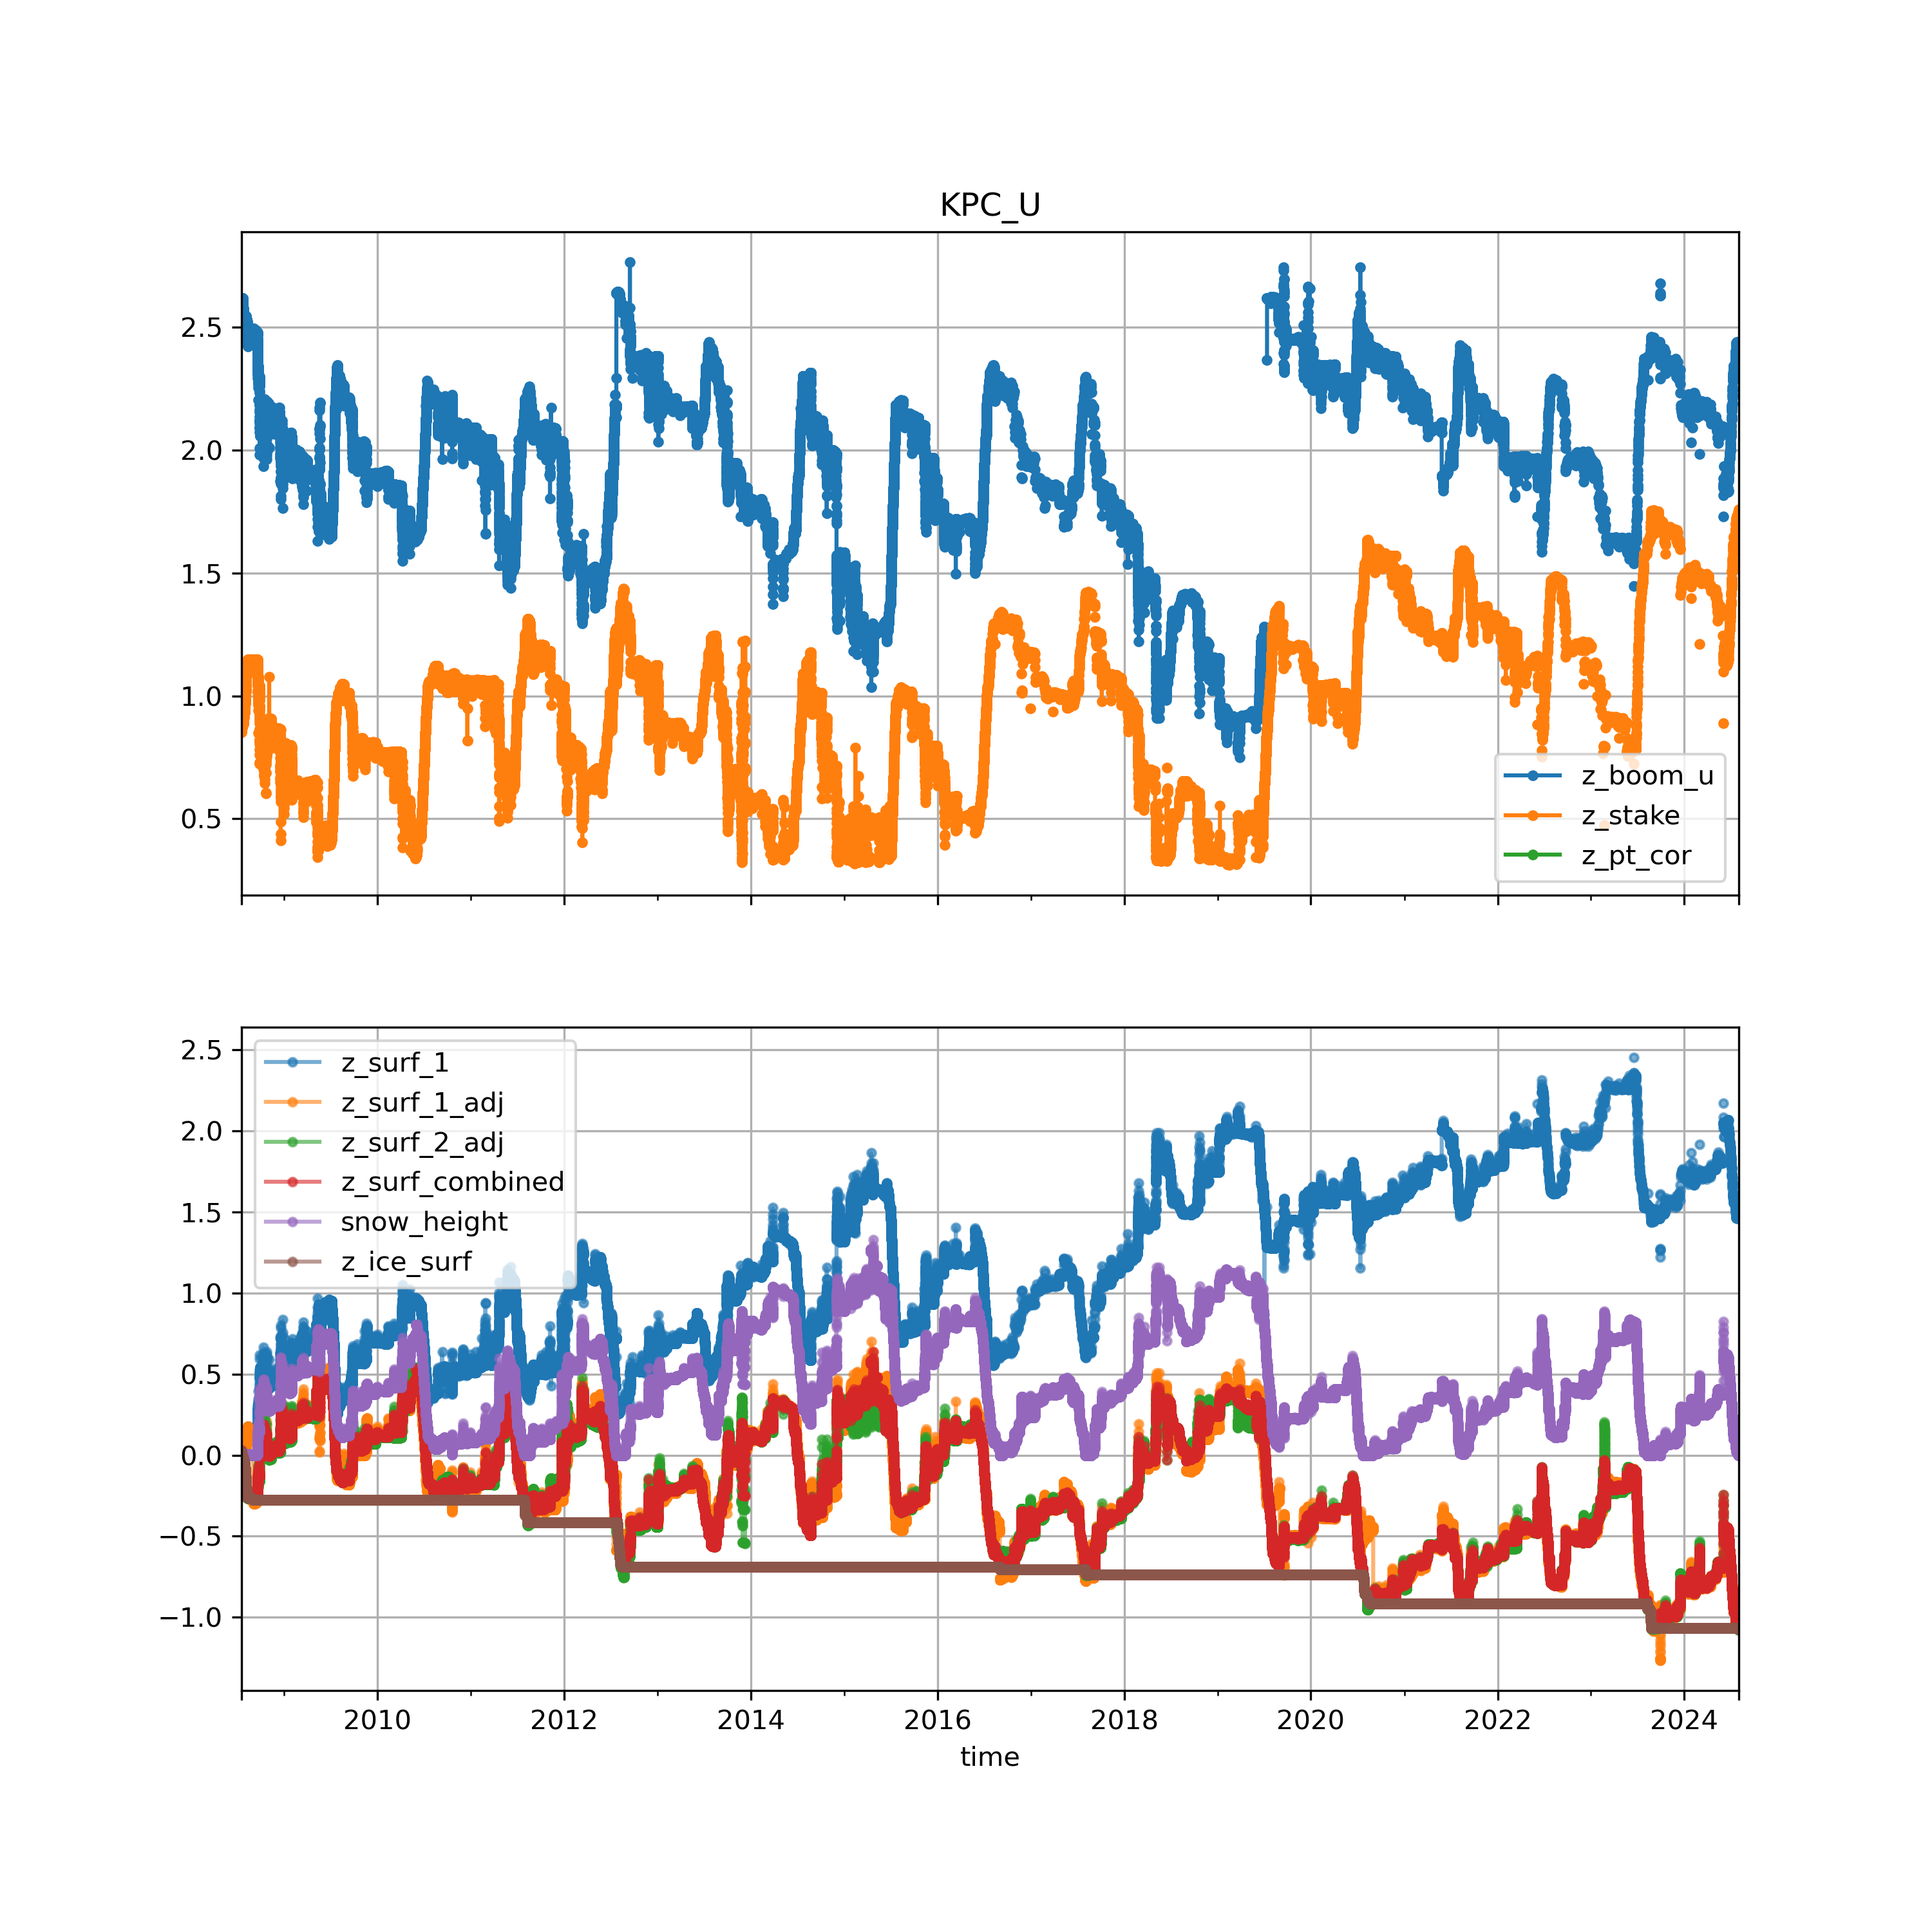 KPC_U
2.5
2.0
1.5
1.0
0.5
z_boom_u
z_stake
z_pt_cor
2.5
2.0
1.5
1.0
0.5
0.0
−0.5
−1.0
z_surf_1
z_surf_1_adj
z_surf_2_adj
z_surf_combined
snow_height
z_ice_surf
2010 2012 2014 2016 2018 2020 2022 2024
time